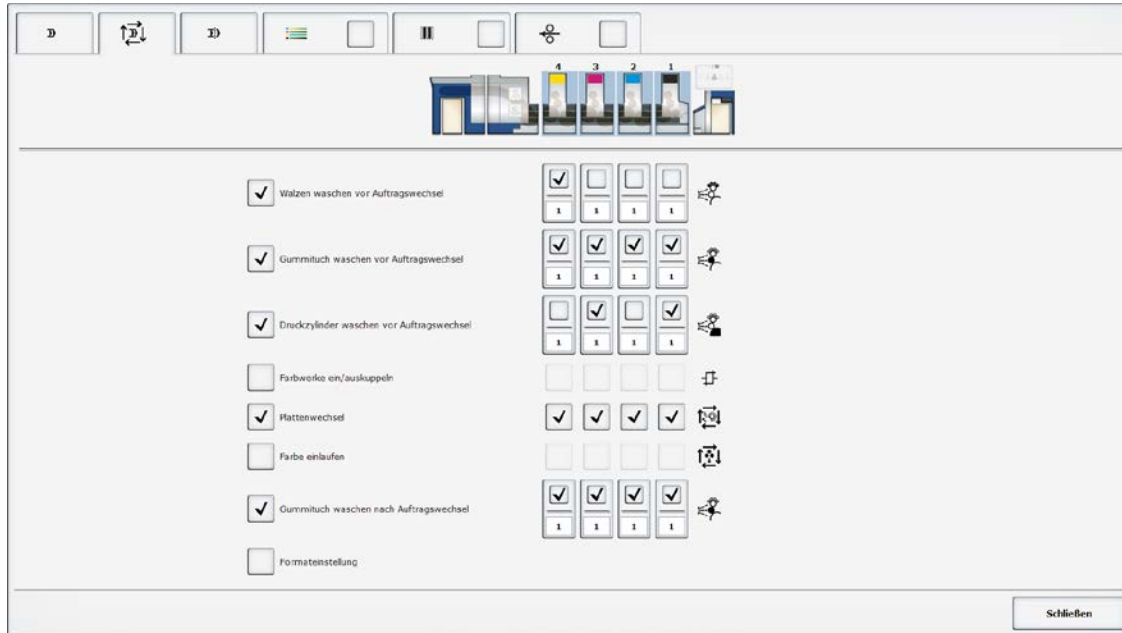 4 3 2 1
Walzen waschen vor Auftragswechsel
1 1 1 1
Gummituch waschen vor Auftragswechsel
1 1 1 1
Druckzylinder waschen vor Auftragswechsel
1 1 1 1
Farbwerke ein/auskuppeln
Plattenwechsel
Farbe einlaufen
Gummituch waschen nach Auftragswechsel
1 1 1 1
Formateinstellung
Schließen